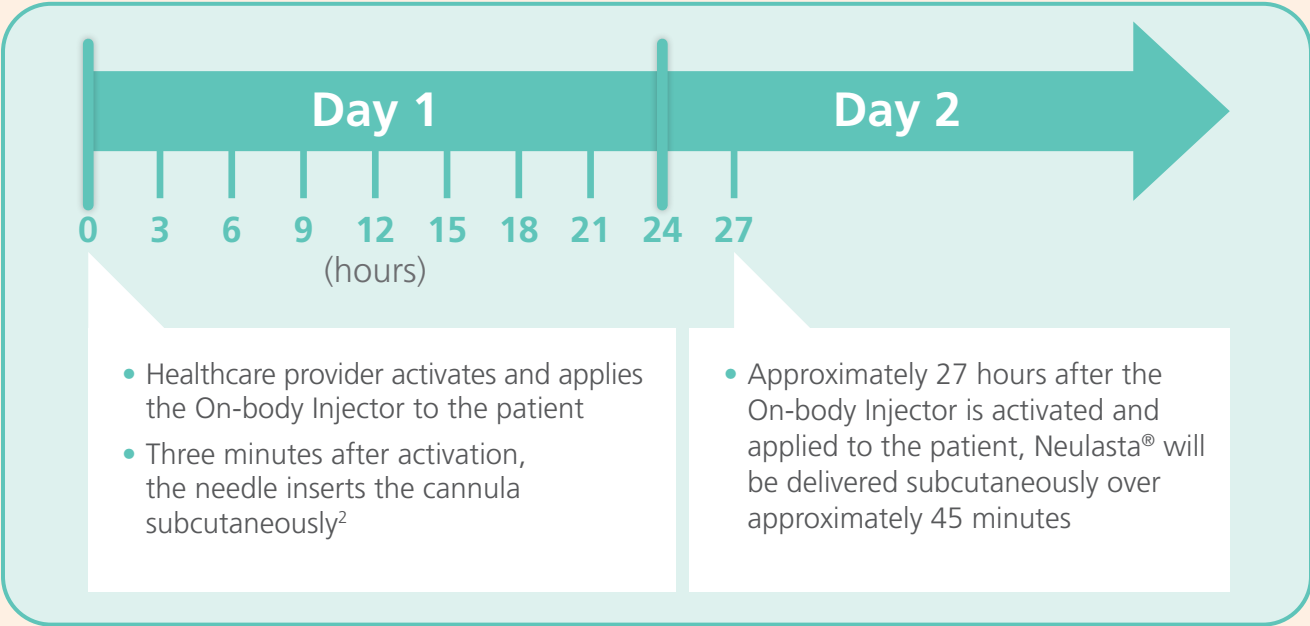 Day 1
Day 2
0 3 6 9 12 15 18 21 24 27
(hours)
• Healthcare provider activates and applies
the On-body Injector to the patient
• Three minutes after activation,
the needle inserts the cannula
subcutaneously²
• Approximately 27 hours after the
On-body Injector is activated and
applied to the patient, Neulasta® will
be delivered subcutaneously over
approximately 45 minutes